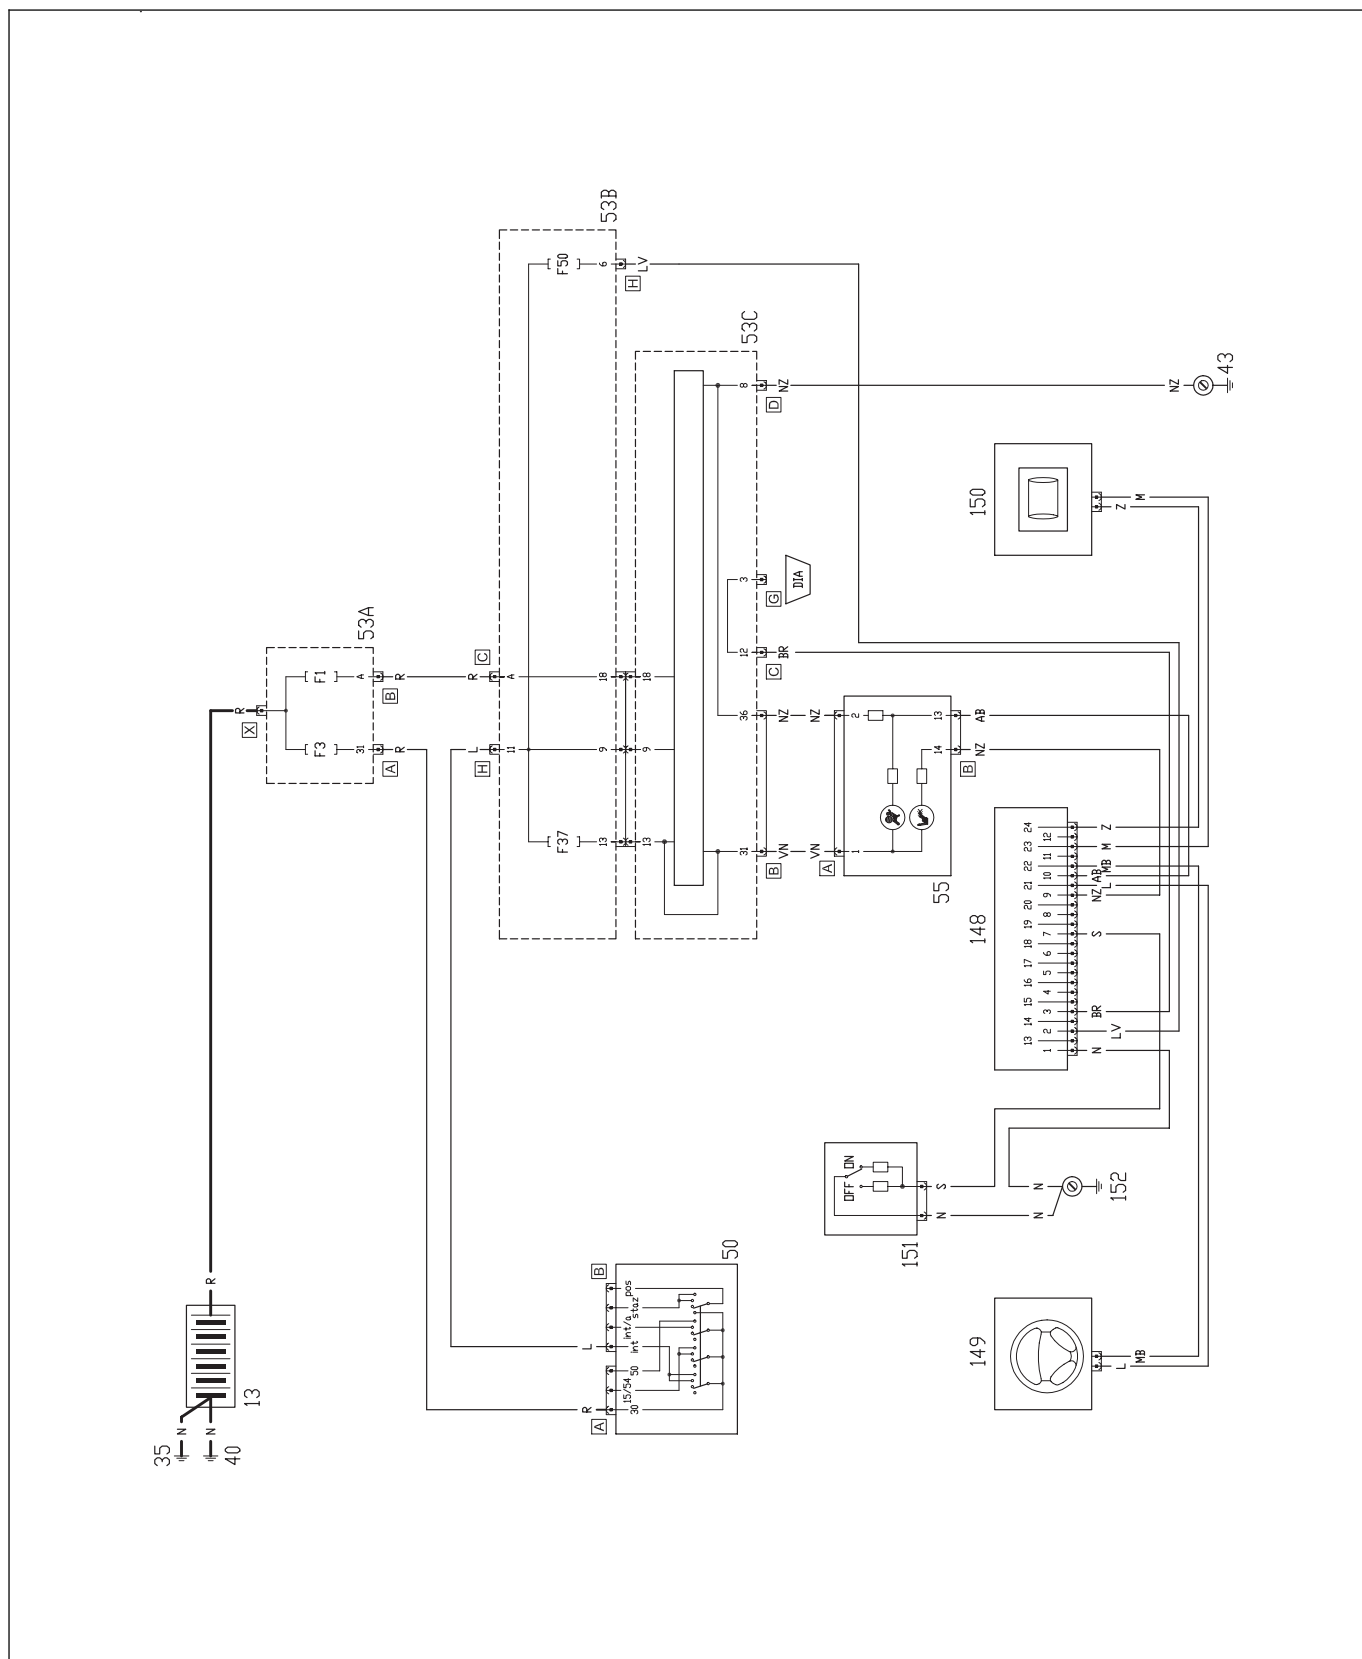 53B
F50
6
H
LV
53C
8
D
NZ
NZ
43
150
M
Z
53A
X
R
F1
F3
A
31
B
R
A
R
R
C
A
L
H
11
18
9
13
18
9
13
F37
3
G
DIA
12
C
BR
36
NZ
NZ
2
31
B
VN
VN
A
1
13
AB
14
NZ
B
55
148
24
12
23
11
22
10
21
9
20
8
19
7
18
6
17
5
16
4
15
3
14
2
13
1
Z
M
MB
AB
L
NZ
S
BR
LV
N
R
13
N
N
35
40
50
B
pos
staz
int/a
int
50
15/54
30
L
R
A
151
ON
OFF
S
N
N
N
152
149
MB
L